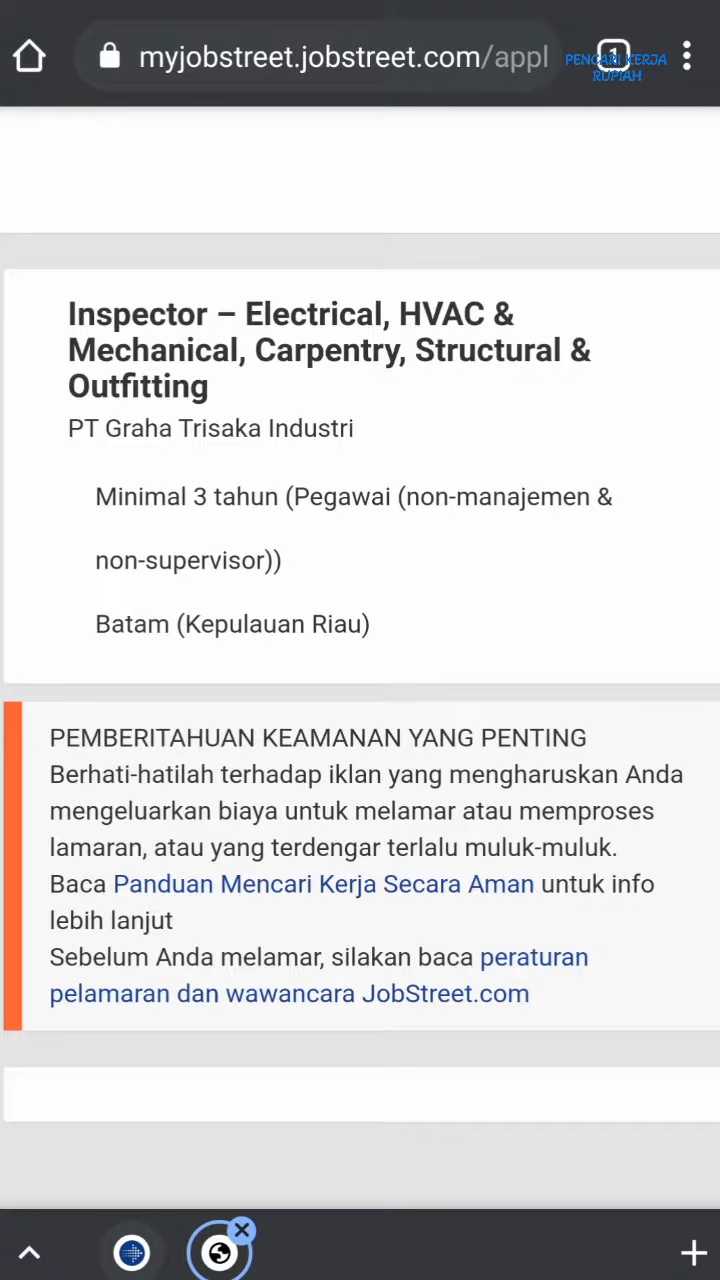 myjobstreet.jobstreet.com/appl
1
PENCARI KERJA
RUPIAH
Inspector – Electrical, HVAC &
Mechanical, Carpentry, Structural &
Outfitting
PT Graha Trisaka Industri
Minimal 3 tahun (Pegawai (non-manajemen &
non-supervisor))
Batam (Kepulauan Riau)
PEMBERITAHUAN KEAMANAN YANG PENTING
Berhati-hatilah terhadap iklan yang mengharuskan Anda
mengeluarkan biaya untuk melamar atau memproses
lamaran, atau yang terdengar terlalu muluk-muluk.
Baca Panduan Mencari Kerja Secara Aman untuk info
lebih lanjut
Sebelum Anda melamar, silakan baca peraturan
pelamaran dan wawancara JobStreet.com